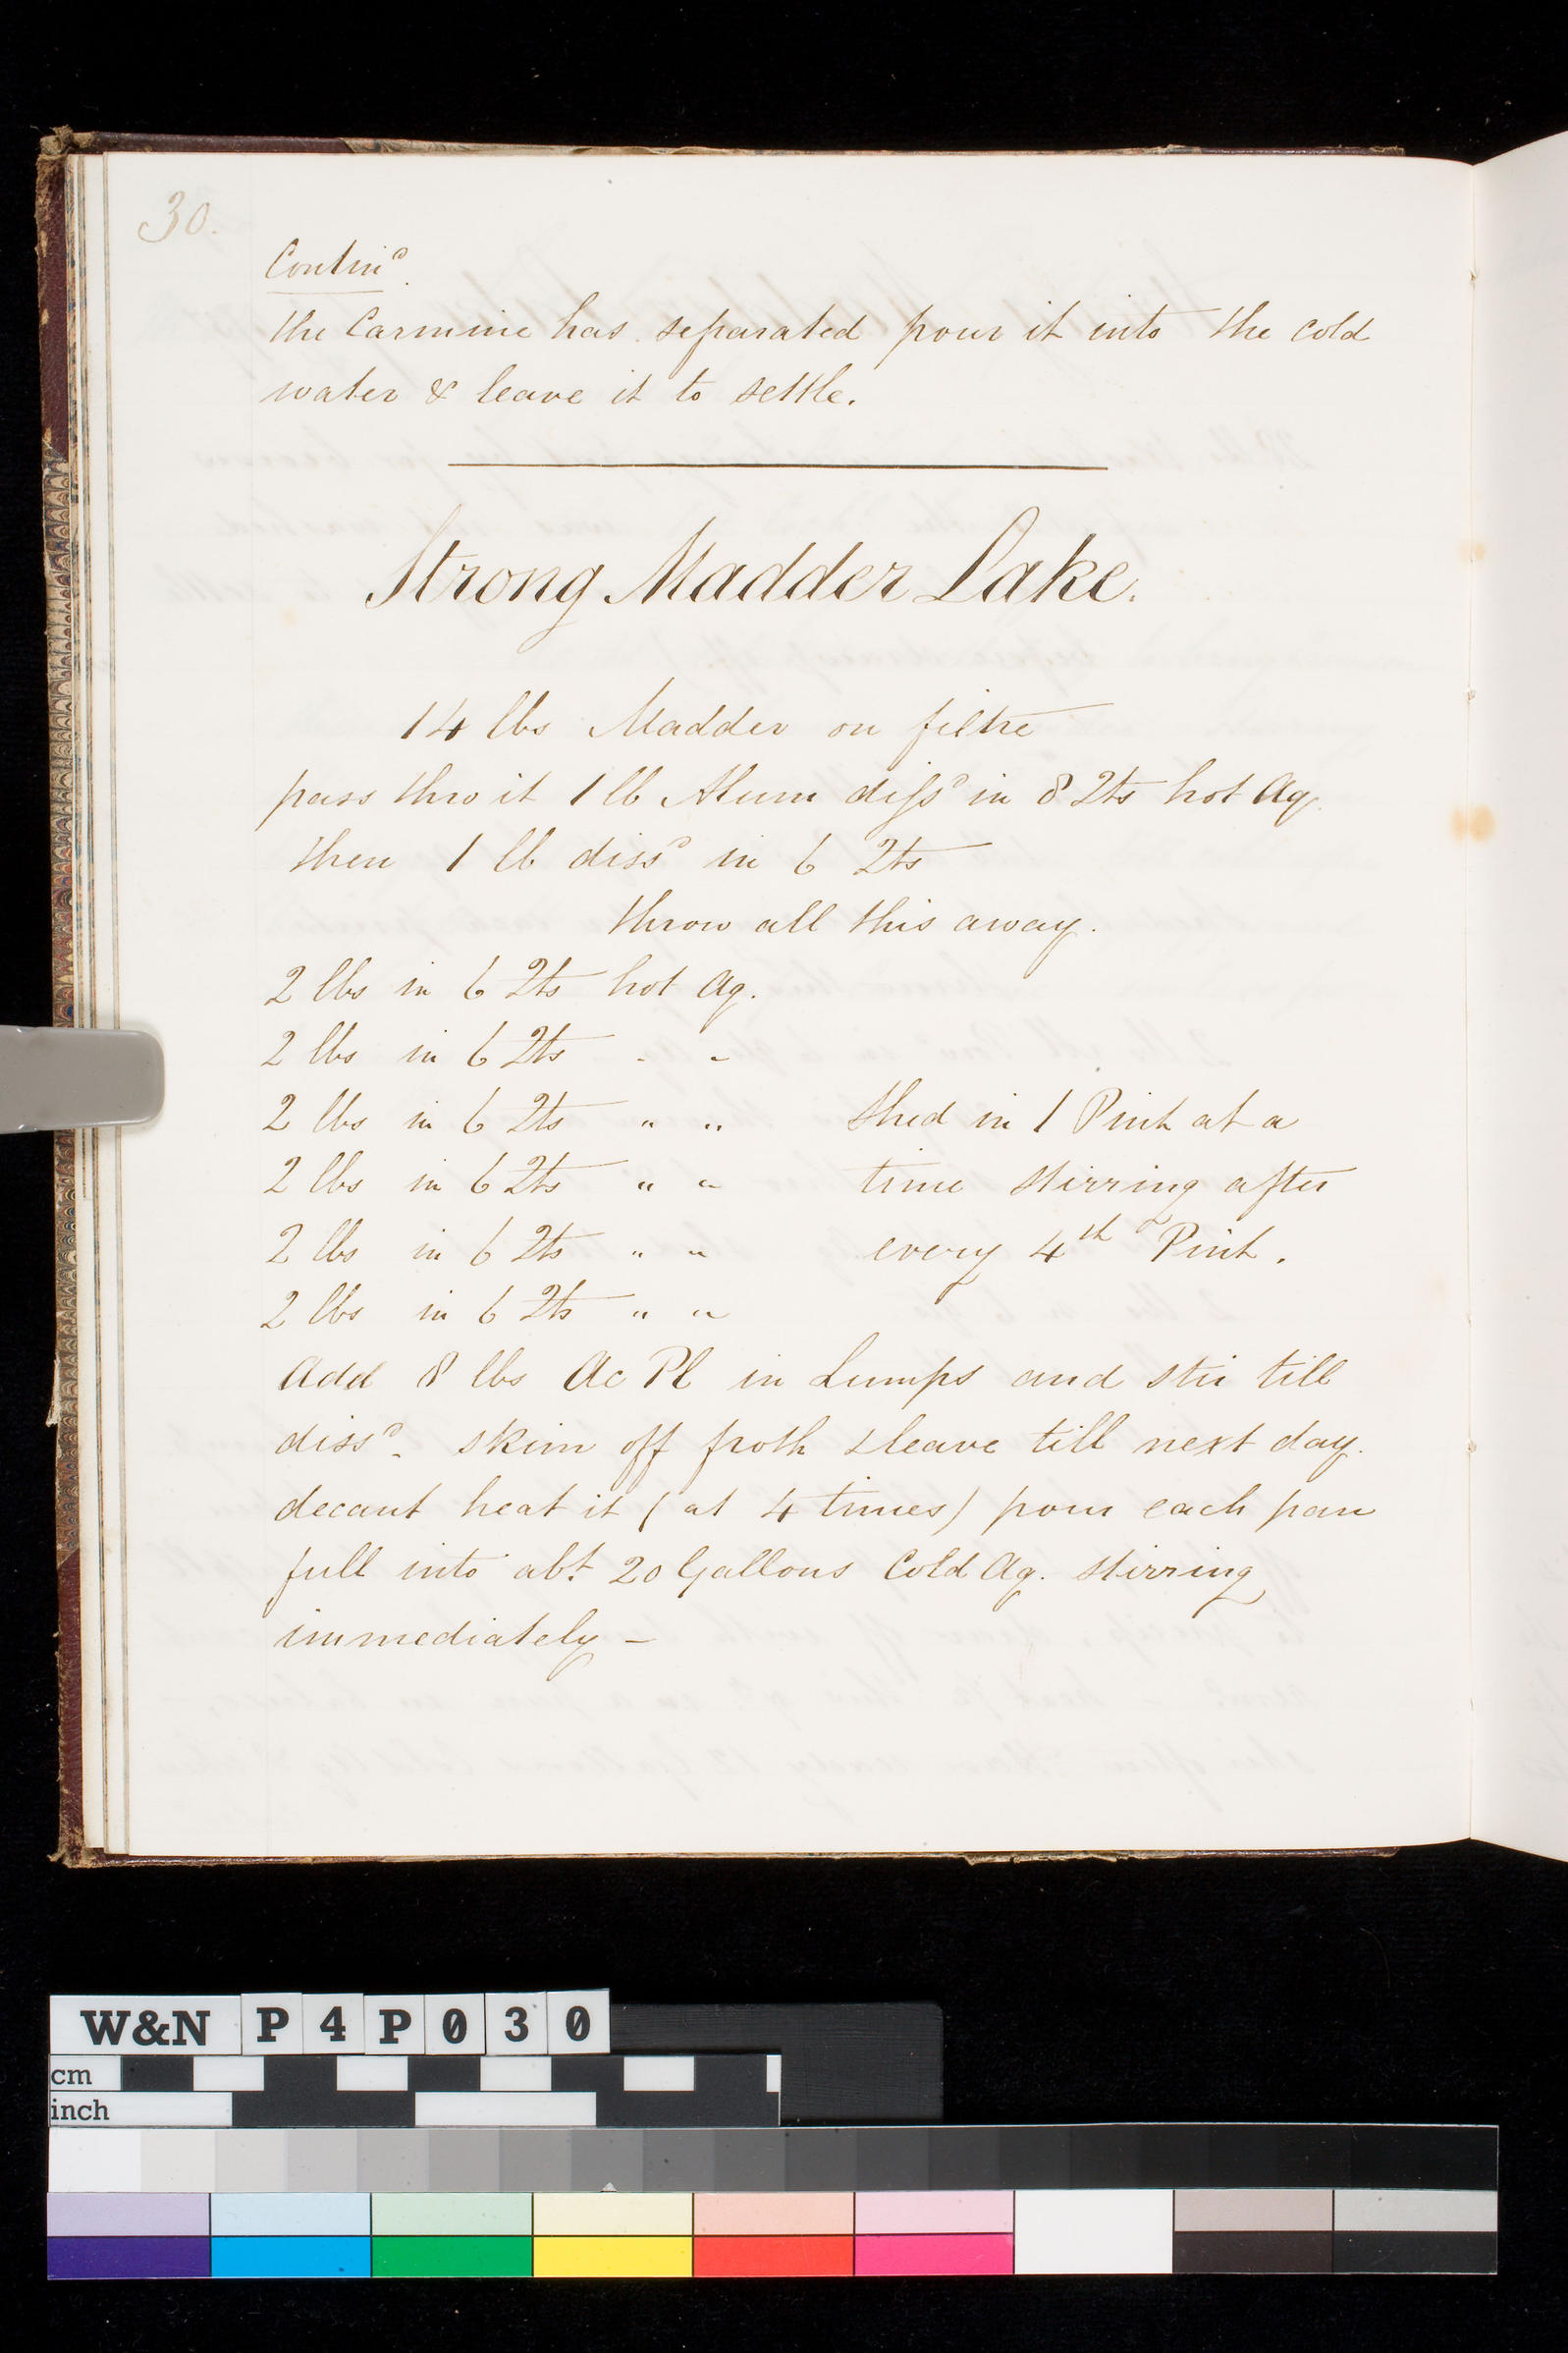 30.
Contin^d.
the Carmine has separated pour it into the cold
water & leave it to settle.
Strong Madder Lake.
14 lbs Madder on filtre
pass thro it 1 lb Alum diss^d in 8 Qts hot Aq.
then 1 lb diss^d in 6 Qts
throw all this away.
2 lbs in 6 Qts hot Aq.
2 lbs in 6 Qts " "
2 lbs in 6 Qts " " Shed in 1 Pint at a
2 lbs in 6 Qts " " time stirring after
2 lbs in 6 Qts " " every 4th Pint.
2 lbs in 6 Qts " "
Add 8 lbs Ac Pl in Lumps and stir till
diss^d - skim off froth & leave till next day.
decant heat it (at 4 times) pour each pan
full into abt. 20 Gallons Cold Aq. stirring
immediately -
W&N P4P030
cm
inch